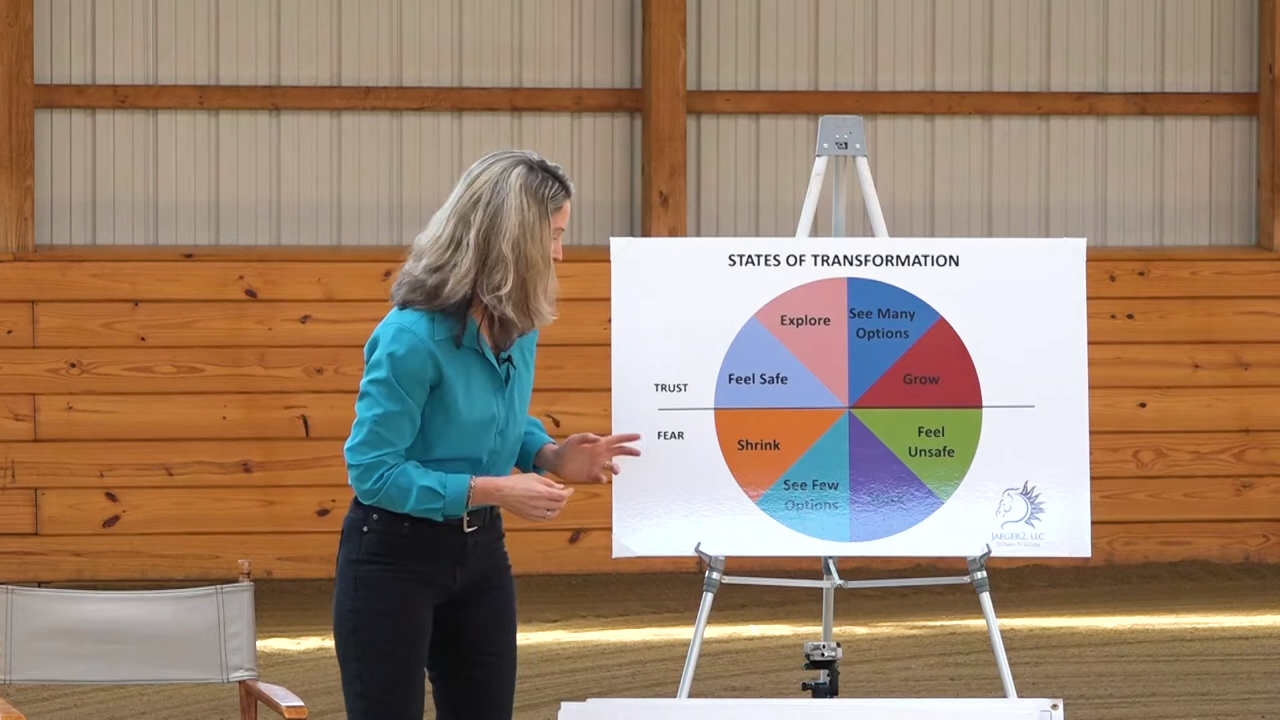 STATES OF TRANSFORMATION
Explore
See Many
Options
Feel Safe
Grow
TRUST
FEAR
Shrink
Feel
Unsafe
See Few
Options
JAEGER2, LLC